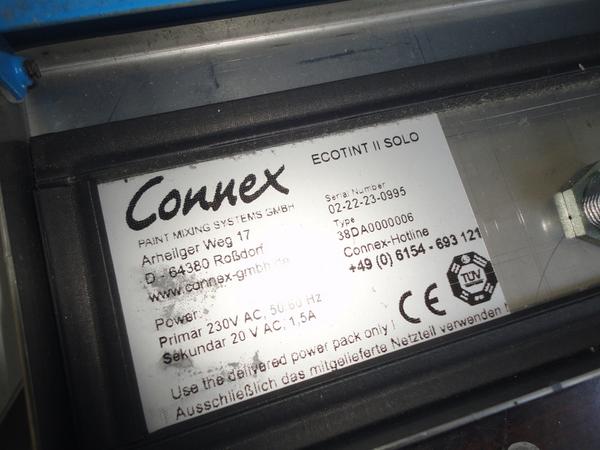 Connex
PAINT MIXING SYSTEMS GMBH
Arheilger Weg 17
D - 64380 Roßdorf
www.connex-gmbh.de
Power:
Primar 230V AC, 50/60 Hz
Sekundar 20 V AC, 1,5A
Use the delivered power pack only !
Ausschließlich das mitgelieferte Netzteil verwenden !
ECOTINT II SOLO
Serial Number
02-22-23-0995
Type
38DA0000006
Connex-Hotline
+49 (0) 6154 - 693 121
CE
TÜV